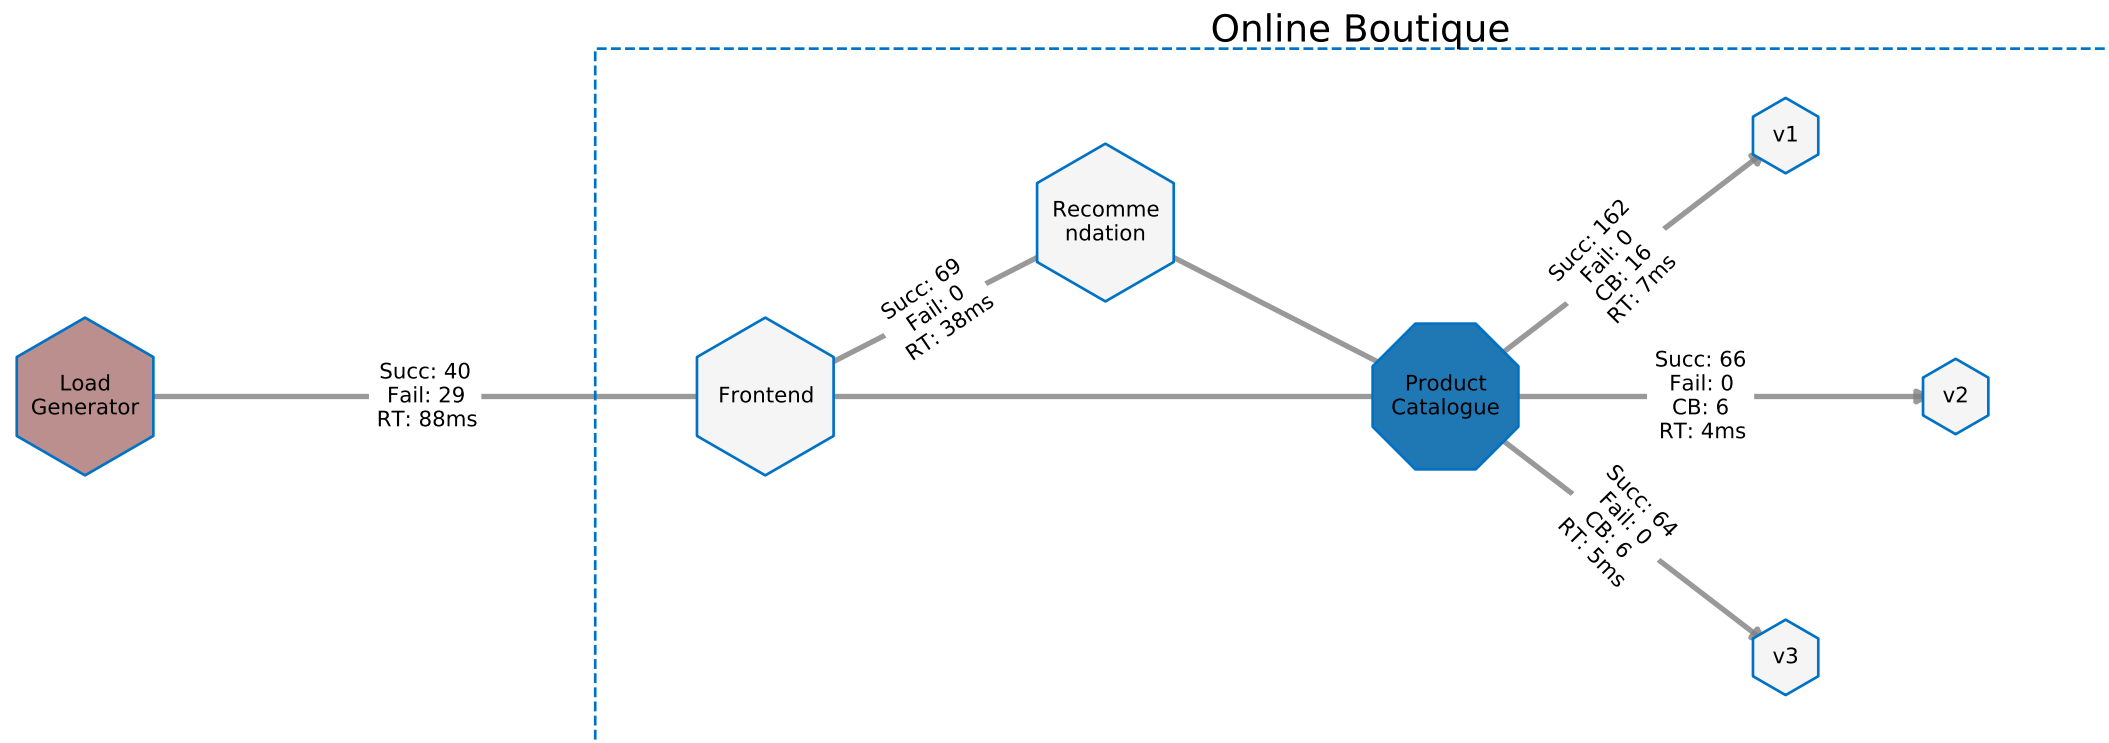 Online Boutique
Load
Generator
Succ: 40
Fail: 29
RT: 88ms
Frontend
Succ: 69
Fail: 0
RT: 38ms
Recomme
ndation
Product
Catalogue
Succ: 162
Fail: 0
CB: 16
RT: 7ms
v1
Succ: 66
Fail: 0
CB: 6
RT: 4ms
v2
Succ: 64
Fail: 0
CB: 6
RT: 5ms
v3